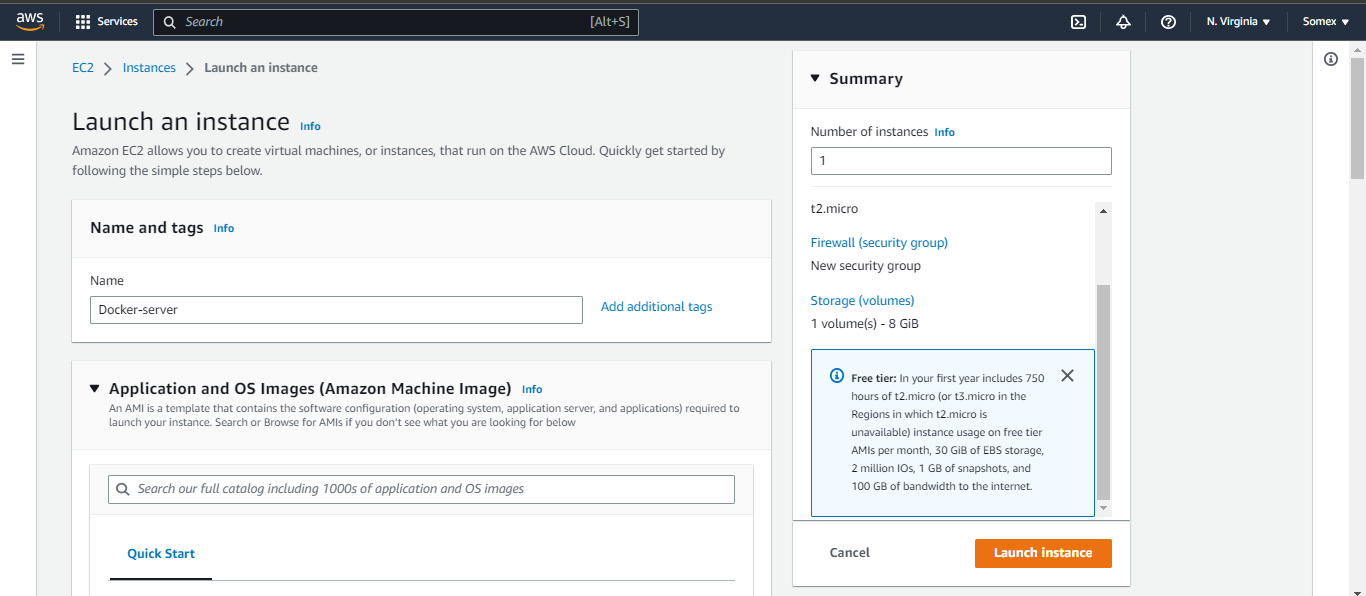 aws
Services
Search
[Alt+S]
N. Virginia
Somex
EC2
Instances
Launch an instance
Launch an instance
Info
Amazon EC2 allows you to create virtual machines, or instances, that run on the AWS Cloud. Quickly get started by
following the simple steps below.
Name and tags
Info
Name
Docker-server
Add additional tags
Application and OS Images (Amazon Machine Image)
Info
An AMI is a template that contains the software configuration (operating system, application server, and applications) required to
launch your instance. Search or Browse for AMIs if you don't see what you are looking for below
Search our full catalog including 1000s of application and OS images
Quick Start
Summary
Number of instances
Info
1
t2.micro
Firewall (security group)
New security group
Storage (volumes)
1 volume(s) - 8 GiB
Free tier: In your first year includes 750
hours of t2.micro (or t3.micro in the
Regions in which t2.micro is
unavailable) instance usage on free tier
AMIs per month, 30 GiB of EBS storage,
2 million IOs, 1 GB of snapshots, and
100 GB of bandwidth to the internet.
Cancel
Launch instance